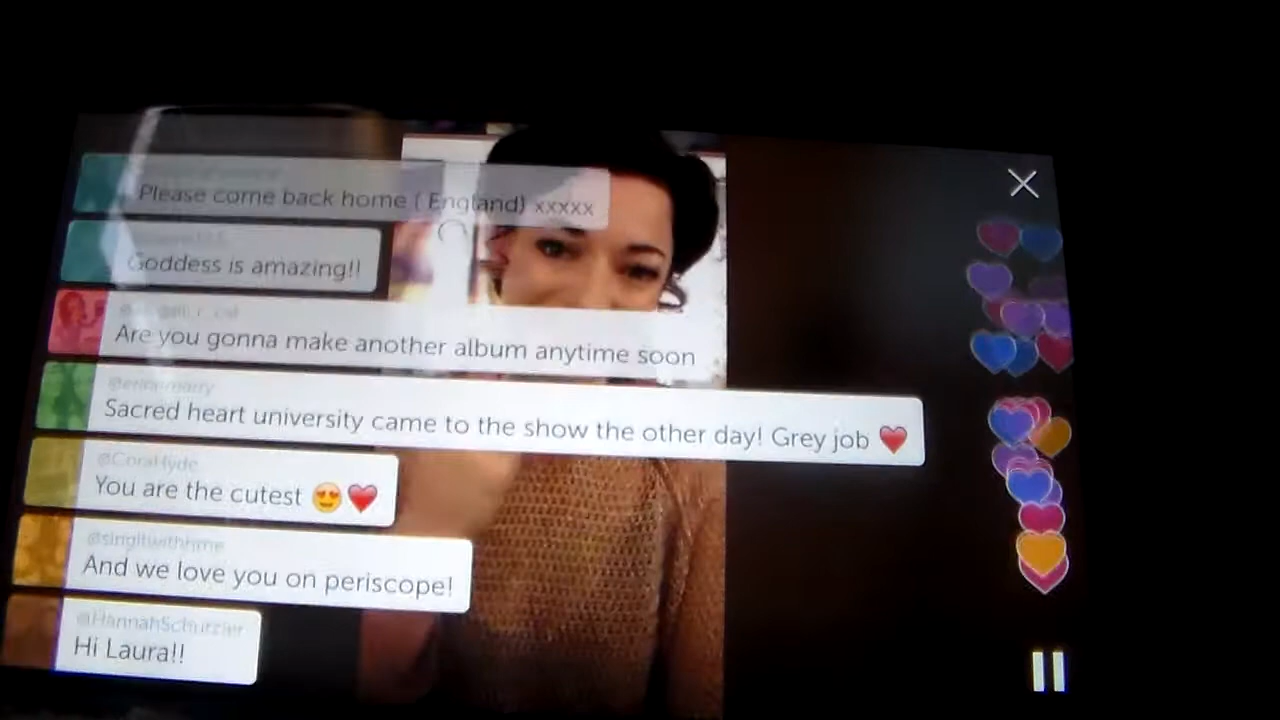 Please come back home ( England) xxxxx
Goddess is amazing!!
Are you gonna make another album anytime soon
Sacred heart university came to the show the other day! Grey job ❤️
@CoraHyde
You are the cutest 😍❤️
@singitwithhme
And we love you on periscope!
Hi Laura!!